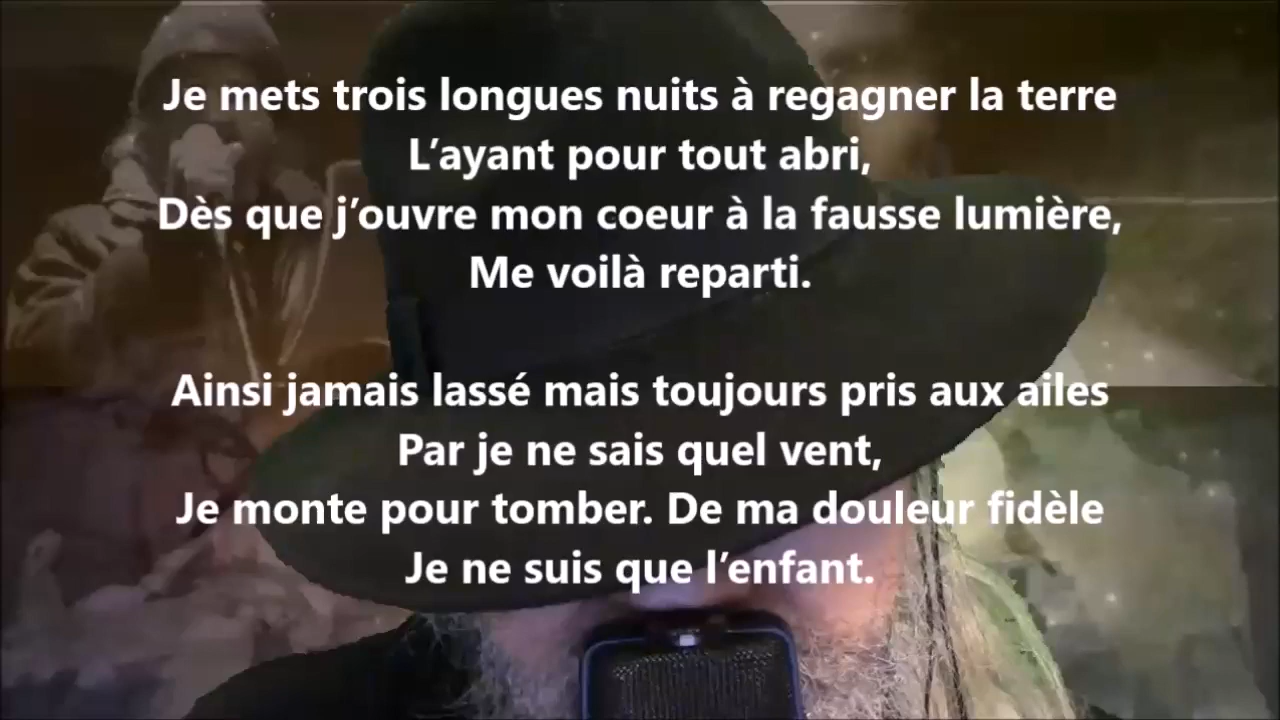 Je mets trois longues nuits à regagner la terre
L’ayant pour tout abri,
Dès que j’ouvre mon coeur à la fausse lumière,
Me voilà reparti.
Ainsi jamais lassé mais toujours pris aux ailes
Par je ne sais quel vent,
Je monte pour tomber. De ma douleur fidèle
Je ne suis que l’enfant.